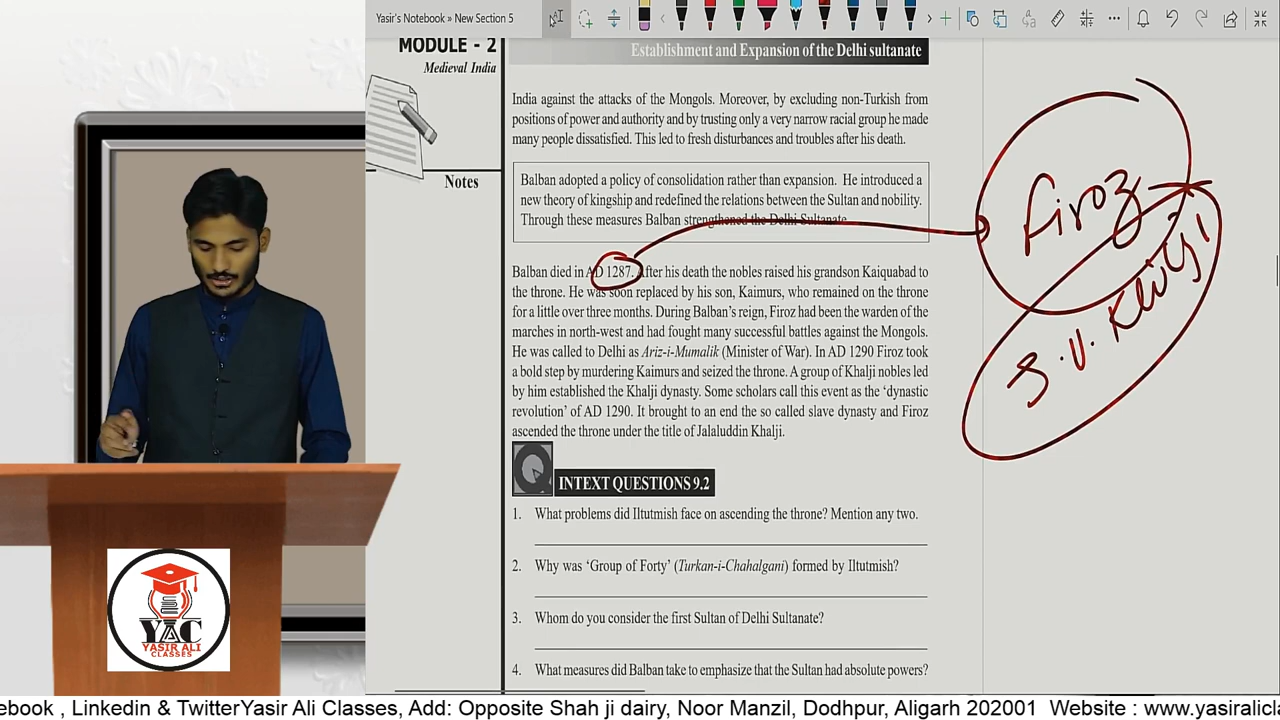 Yasir's Notebook » New Section 5
MODULE - 2
Medieval India
Establishment and Expansion of the Delhi sultanate
India against the attacks of the Mongols. Moreover, by excluding non-Turkish from
positions of power and authority and by trusting only a very narrow racial group he made
many people dissatisfied. This led to fresh disturbances and troubles after his death.
Notes
Balban adopted a policy of consolidation rather than expansion. He introduced a
new theory of kingship and redefined the relations between the Sultan and nobility.
Through these measures Balban strengthened the Delhi Sultanate.
Balban died in AD 1287. After his death the nobles raised his grandson Kaiquabad to
the throne. He was soon replaced by his son, Kaimurs, who remained on the throne
for a little over three months. During Balban's reign, Firoz had been the warden of the
marches in north-west and had fought many successful battles against the Mongols.
He was called to Delhi as Ariz-i-Mumalik (Minister of War). In AD 1290 Firoz took
a bold step by murdering Kaimurs and seized the throne. A group of Khalji nobles led
by him established the Khalji dynasty. Some scholars call this event as the 'dynastic
revolution' of AD 1290. It brought to an end the so called slave dynasty and Firoz
ascended the throne under the title of Jalaluddin Khalji.
Firoz
J.U. Khilji
INTEXT QUESTIONS 9.2
1. What problems did Iltutmish face on ascending the throne? Mention any two.
2. Why was 'Group of Forty' (Turkan-i-Chahalgani) formed by Iltutmish?
3. Whom do you consider the first Sultan of Delhi Sultanate?
4. What measures did Balban take to emphasize that the Sultan had absolute powers?
YAC
YASIR ALI
CLASSES
ebook , Linkedin & TwitterYasir Ali Classes, Add: Opposite Shah ji dairy, Noor Manzil, Dodhpur, Aligarh 202001 Website : www.yasiralicla